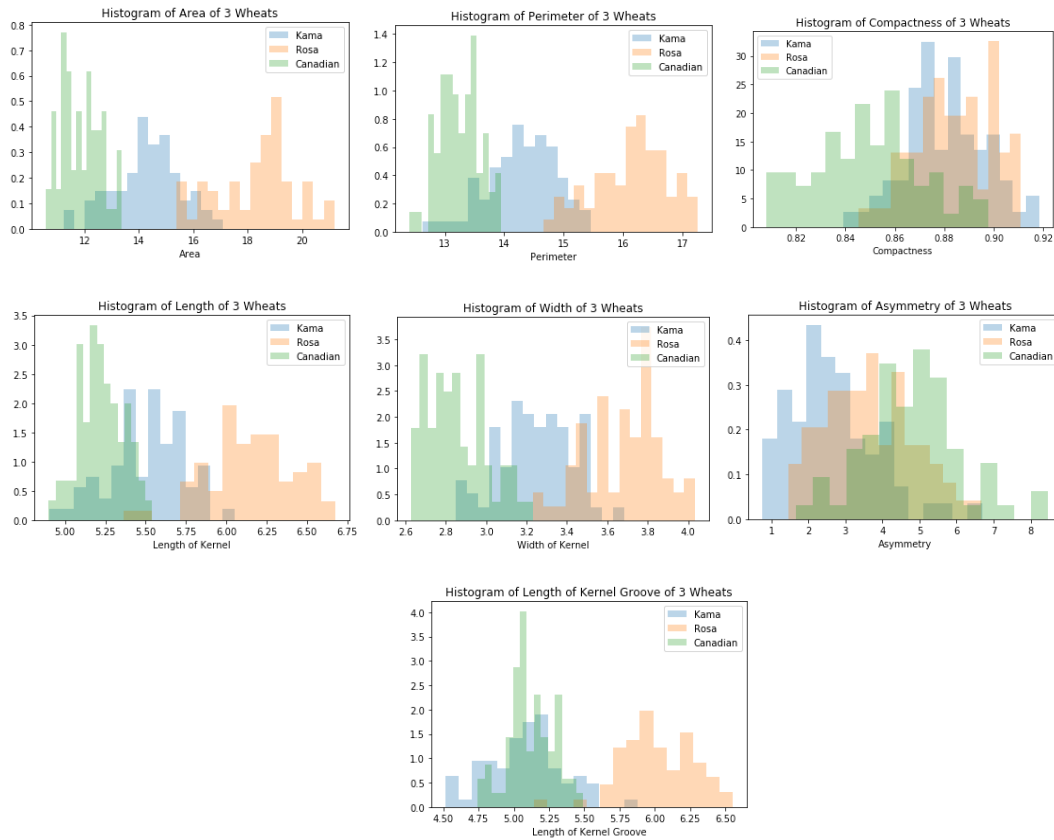 Histogram of Area of 3 Wheats
0.8
0.7
0.6
0.5
0.4
0.3
0.2
0.1
0.0
Kama
Rosa
Canadian
12 14 16 18 20
Area
Histogram of Perimeter of 3 Wheats
1.4
1.2
1.0
0.8
0.6
0.4
0.2
0.0
Kama
Rosa
Canadian
13 14 15 16 17
Perimeter
Histogram of Compactness of 3 Wheats
30
25
20
15
10
5
0
Kama
Rosa
Canadian
0.82 0.84 0.86 0.88 0.90 0.92
Compactness
Histogram of Length of 3 Wheats
3.5
3.0
2.5
2.0
1.5
1.0
0.5
0.0
Kama
Rosa
Canadian
5.00 5.25 5.50 5.75 6.00 6.25 6.50 6.75
Length of Kernel
Histogram of Width of 3 Wheats
3.5
3.0
2.5
2.0
1.5
1.0
0.5
0.0
Kama
Rosa
Canadian
2.6 2.8 3.0 3.2 3.4 3.6 3.8 4.0
Width of Kernel
Histogram of Asymmetry of 3 Wheats
0.4
0.3
0.2
0.1
0.0
Kama
Rosa
Canadian
1 2 3 4 5 6 7 8
Asymmetry
Histogram of Length of Kernel Groove of 3 Wheats
4.0
3.5
3.0
2.5
2.0
1.5
1.0
0.5
0.0
Kama
Rosa
Canadian
4.50 4.75 5.00 5.25 5.50 5.75 6.00 6.25 6.50
Length of Kernel Groove